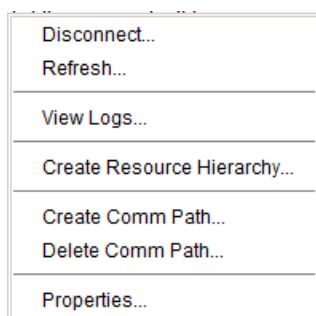 Disconnect...
Refresh...
View Logs...
Create Resource Hierarchy...
Create Comm Path...
Delete Comm Path...
Properties...